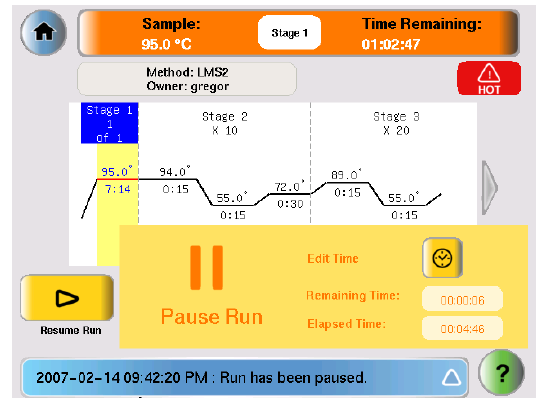 Sample:
95.0 °C
Stage 1
Time Remaining:
01:02:47
Method: LMS2
Owner: gregor
HOT
Stage 1
1
of 1
Stage 2
X 10
Stage 3
X 20
95.0°
7:14
94.0°
0:15
55.0°
0:15
72.0°
0:30
89.0°
0:15
55.0°
0:15
Pause Run
Edit Time
Remaining Time:
00:00:06
Elapsed Time:
00:04:46
Resume Run
2007-02-14 09:42:20 PM : Run has been paused.
?